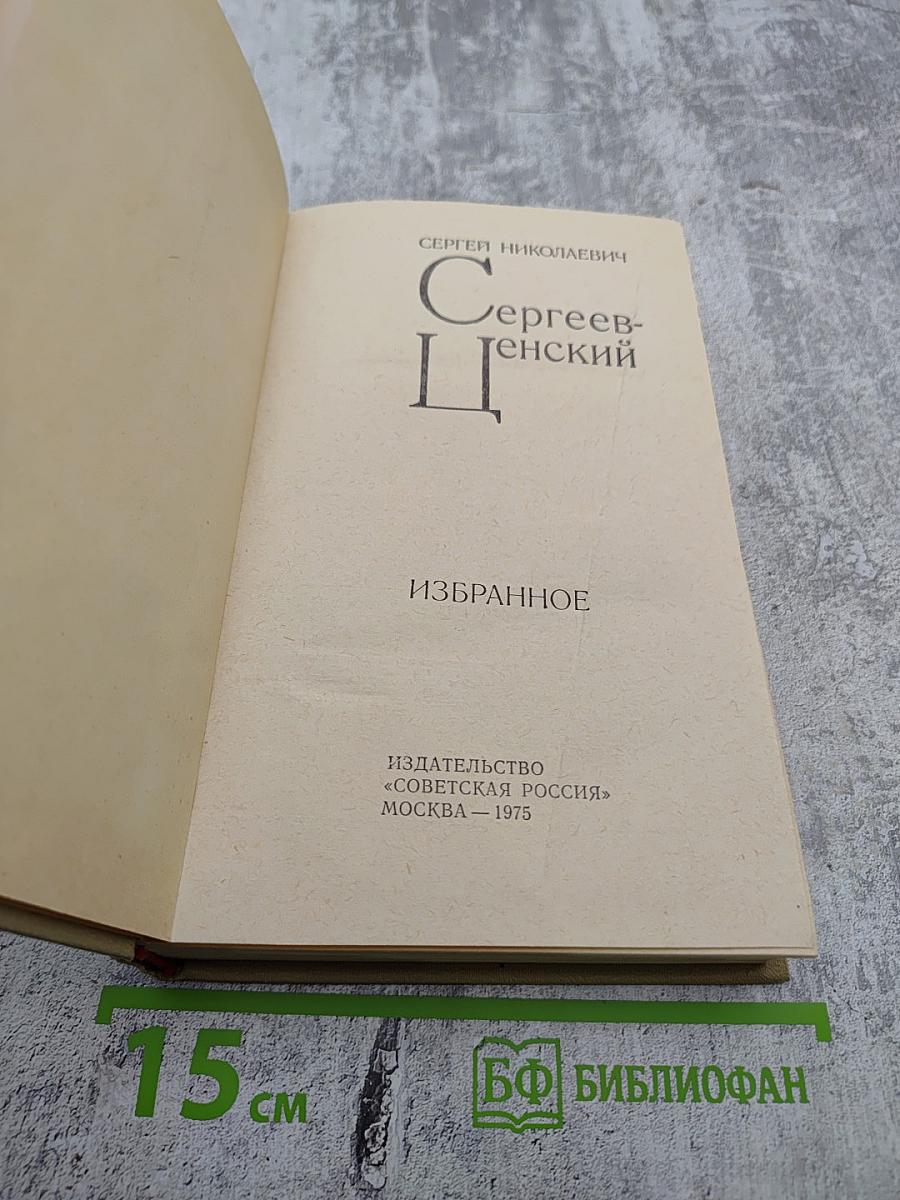 СЕРГЕЙ НИКОЛАЕВИЧ
Сергеев-
Ценский
ИЗБРАННОЕ
ИЗДАТЕЛЬСТВО
«СОВЕТСКАЯ РОССИЯ»
МОСКВА — 1975
15 см
БФ БИБЛИОФАН